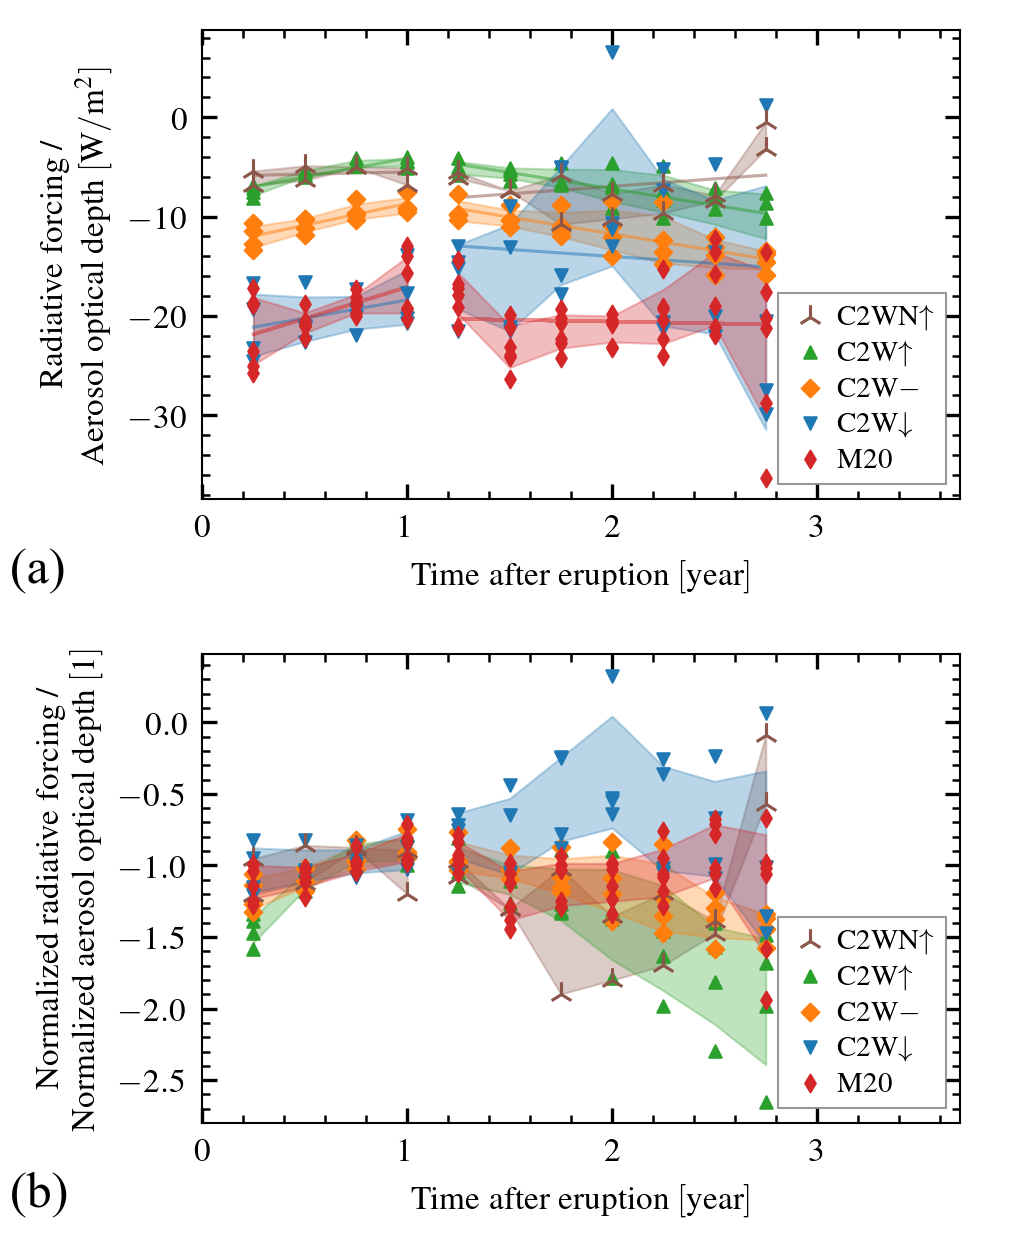 Radiative forcing /
Aerosol optical depth [W/m²]
0
−10
−20
−30
C2WN↑
C2W↑
C2W−
C2W↓
M20
0 1 2 3
Time after eruption [year]
(a)
Normalized radiative forcing /
Normalized aerosol optical depth [1]
0.0
−0.5
−1.0
−1.5
−2.0
−2.5
C2WN↑
C2W↑
C2W−
C2W↓
M20
0 1 2 3
Time after eruption [year]
(b)